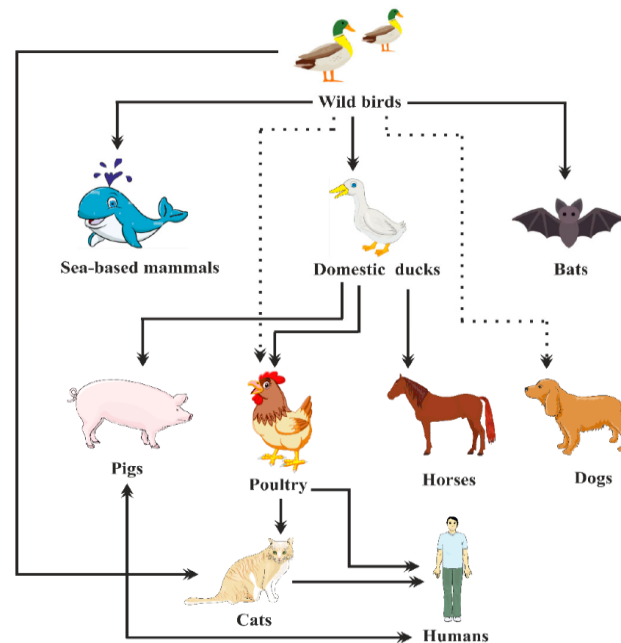 Wild birds
Sea-based mammals
Domestic ducks
Bats
Pigs
Poultry
Horses
Dogs
Cats
Humans